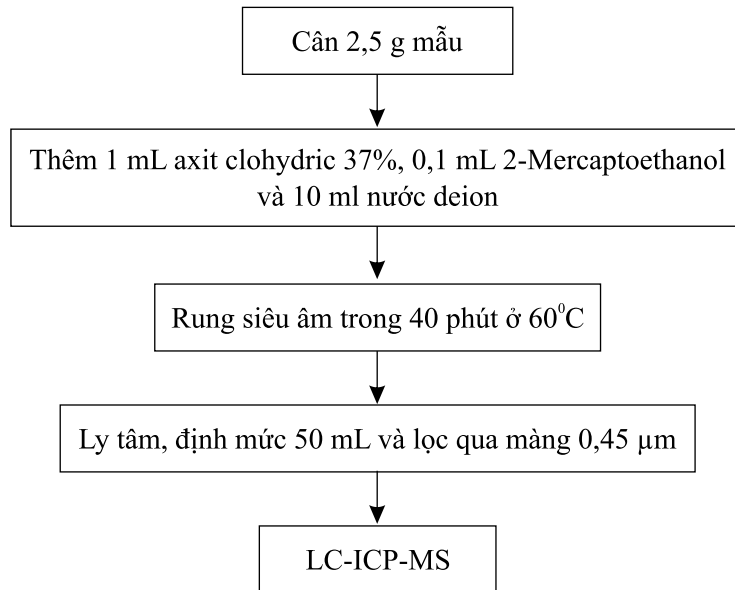 Cân 2,5 g mẫu
Thêm 1 mL axit clohydric 37%, 0,1 mL 2-Mercaptoethanol
và 10 ml nước deion
Rung siêu âm trong 40 phút ở 60⁰C
Ly tâm, định mức 50 mL và lọc qua màng 0,45 µm
LC-ICP-MS